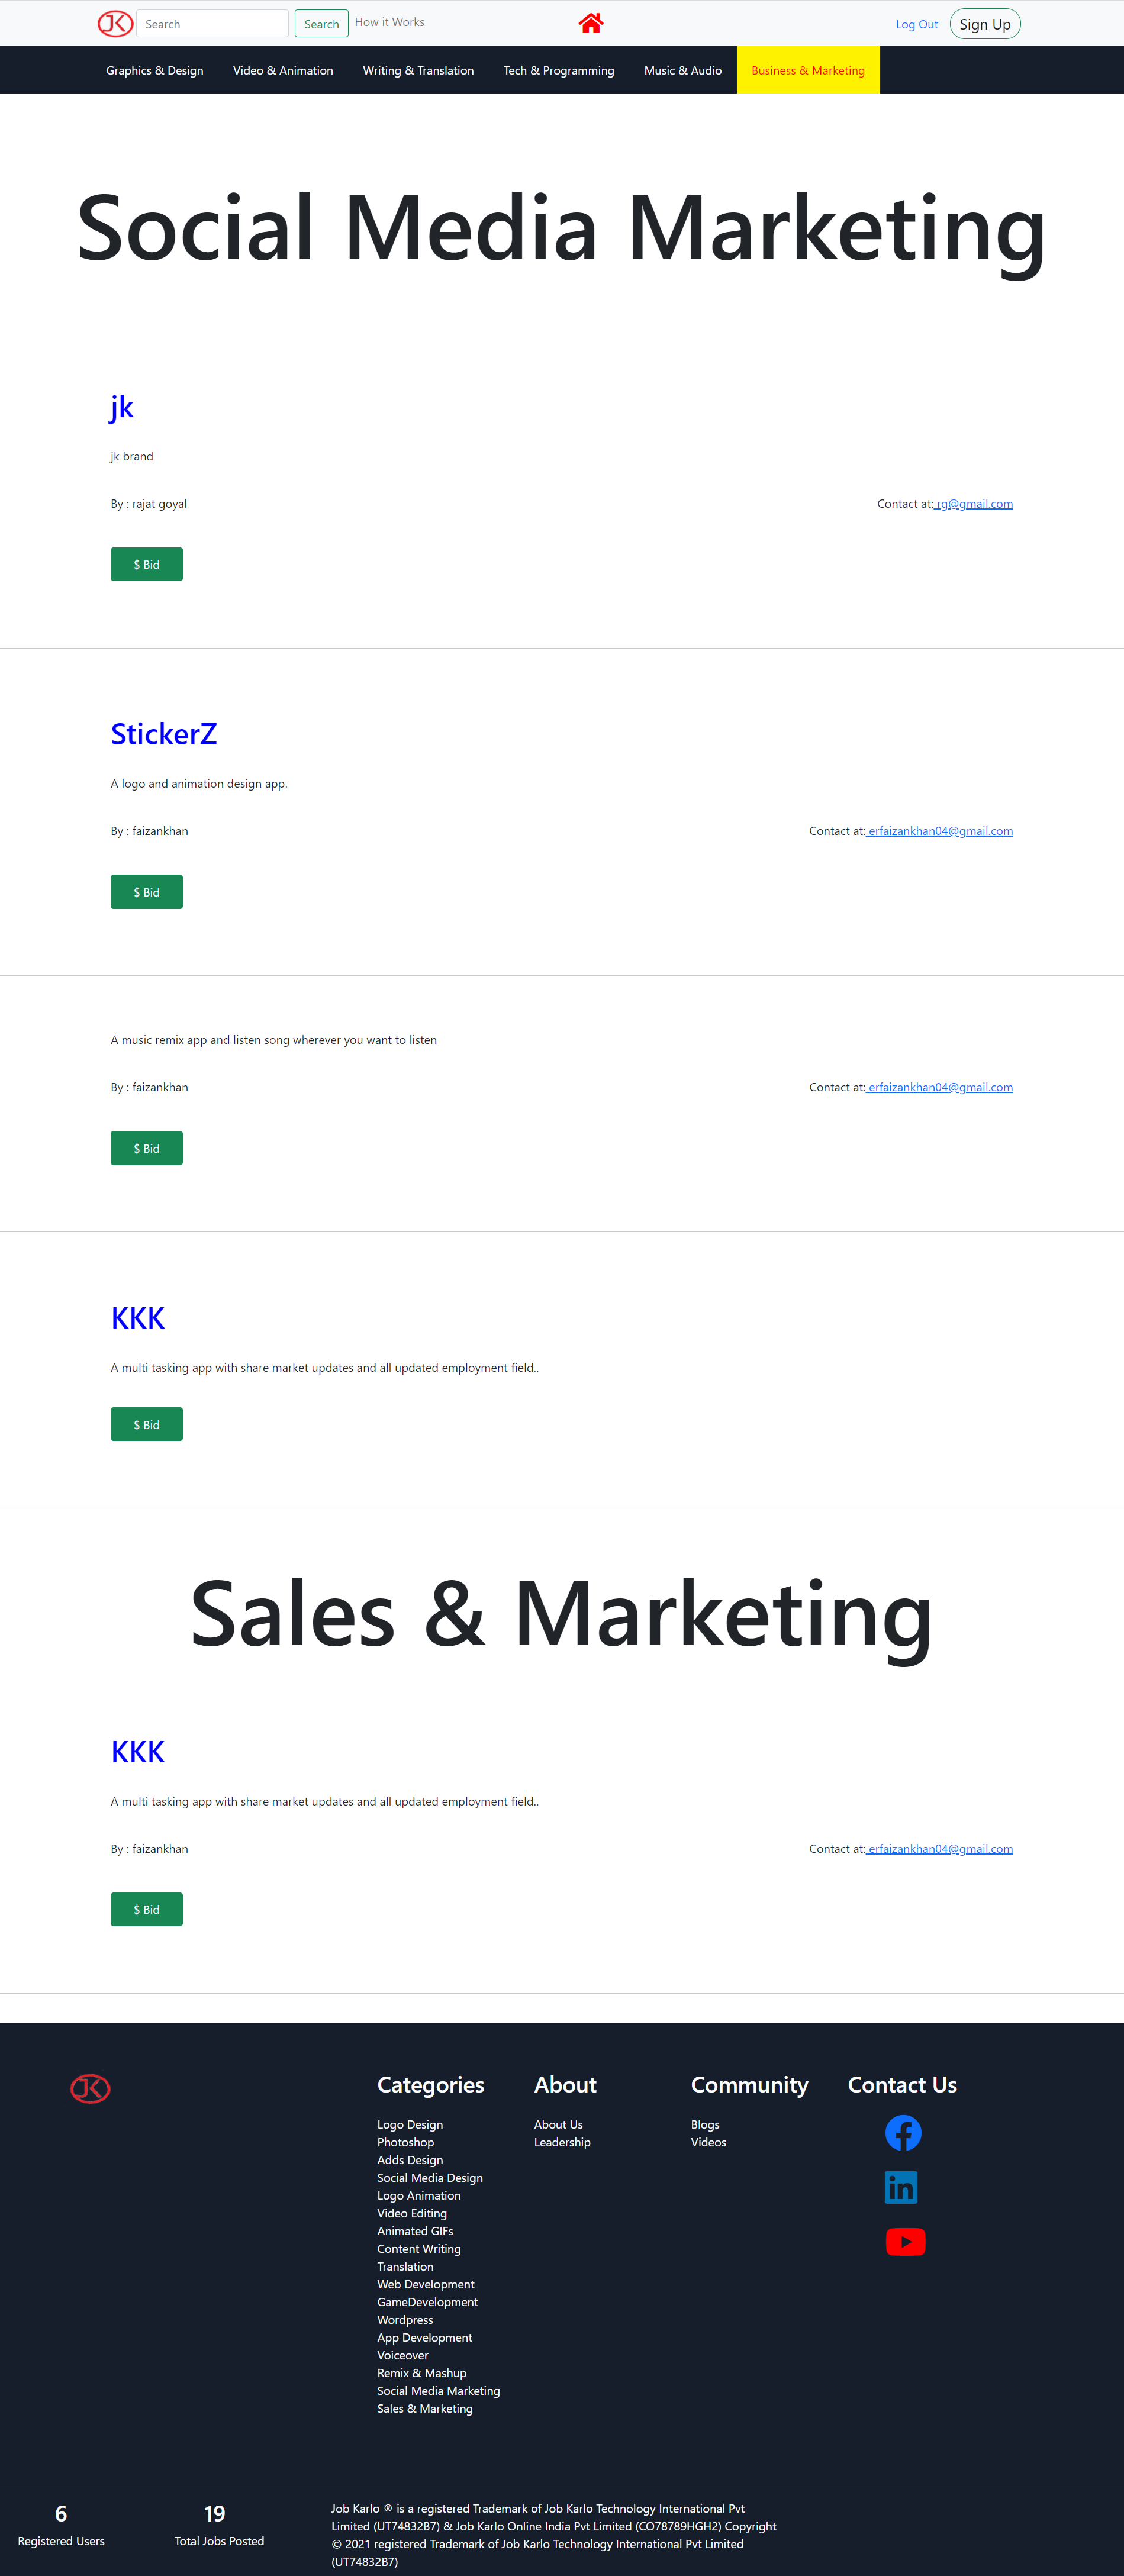 JK Search Search How it Works Log Out Sign Up
Graphics & Design Video & Animation Writing & Translation Tech & Programming Music & Audio Business & Marketing
Social Media Marketing
jk
jk brand
By : rajat goyal Contact at: rg@gmail.com
$ Bid
StickerZ
A logo and animation design app.
By : faizankhan Contact at: erfaizankhan04@gmail.com
$ Bid
A music remix app and listen song wherever you want to listen
By : faizankhan Contact at: erfaizankhan04@gmail.com
$ Bid
KKK
A multi tasking app with share market updates and all updated employment field..
$ Bid
Sales & Marketing
KKK
A multi tasking app with share market updates and all updated employment field..
By : faizankhan Contact at: erfaizankhan04@gmail.com
$ Bid
JK
Categories
Logo Design
Photoshop
Adds Design
Social Media Design
Logo Animation
Video Editing
Animated GIFs
Content Writing
Translation
Web Development
GameDevelopment
Wordpress
App Development
Voiceover
Remix & Mashup
Social Media Marketing
Sales & Marketing
About
About Us
Leadership
Community
Blogs
Videos
Contact Us
in
6
Registered Users
19
Total Jobs Posted
Job Karlo ® is a registered Trademark of Job Karlo Technology International Pvt
Limited (UT74832B7) & Job Karlo Online India Pvt Limited (CO78789HGH2) Copyright
© 2021 registered Trademark of Job Karlo Technology International Pvt Limited
(UT74832B7)